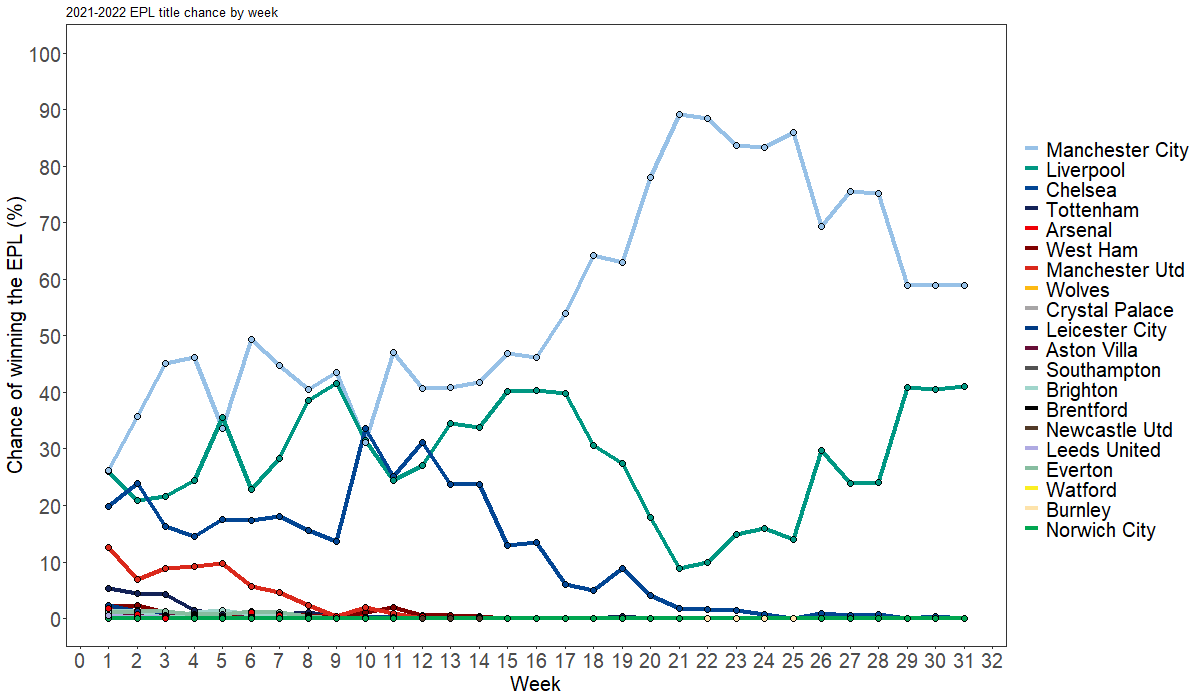 2021-2022 EPL title chance by week
Chance of winning the EPL (%)
100
90
80
70
60
50
40
30
20
10
0
0 1 2 3 4 5 6 7 8 9 10 11 12 13 14 15 16 17 18 19 20 21 22 23 24 25 26 27 28 29 30 31 32
Week
Manchester City
Liverpool
Chelsea
Tottenham
Arsenal
West Ham
Manchester Utd
Wolves
Crystal Palace
Leicester City
Aston Villa
Southampton
Brighton
Brentford
Newcastle Utd
Leeds United
Everton
Watford
Burnley
Norwich City